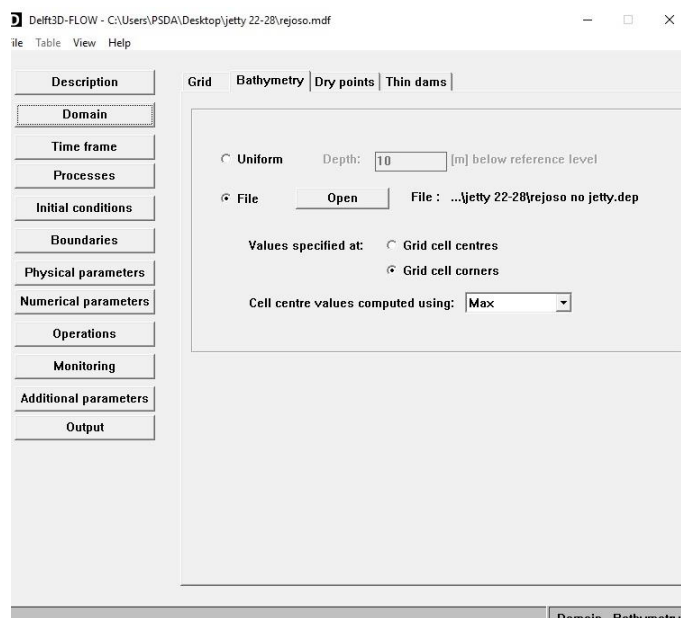 Delft3D-FLOW - C:\Users\PSDA\Desktop\jetty 22-28\rejoso.mdf
ile Table View Help
Description
Domain
Time frame
Processes
Initial conditions
Boundaries
Physical parameters
Numerical parameters
Operations
Monitoring
Additional parameters
Output
Grid Bathymetry Dry points Thin dams
Uniform Depth: 10 [m] below reference level
File Open File : ...\jetty 22-28\rejoso no jetty.dep
Values specified at: Grid cell centres
Grid cell corners
Cell centre values computed using: Max
Domain - Bathymetry